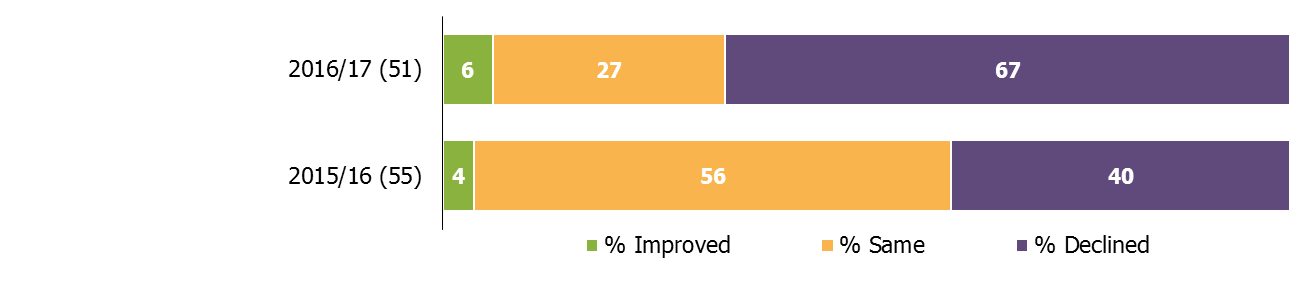 2016/17 (51) 6 27 67
2015/16 (55) 4 56 40
% Improved % Same % Declined